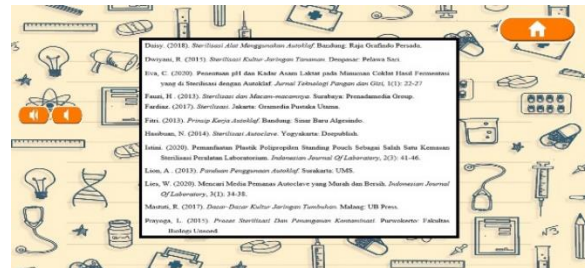 Daisy. (2018). Sterilisasi Alat Menggunakan Autoklaf. Bandung: Raja Grafindo Persada.
Dwiyani, R. (2015). Sterilisasi Kultur Jaringan Tanaman. Denpasar: Pelawa Sari.
Eva, C. (2020). Penentuan pH dan Kadar Asam Laktat pada Minuman Coklat Hasil Fermentasi
yang di Sterilisasi dengan Autoklaf. Jurnal Teknologi Pangan dan Gizi, 1(1): 22-27
Fauzi, H . (2013). Sterilisasi dan Macam-macamnya. Surabaya: Prenadamedia Group.
Fardiaz. (2017). Sterilisasi. Jakarta: Gramedia Pustaka Utama.
Fitri. (2013). Prinsip Kerja Autoklaf. Bandung: Sinar Baru Algesindo.
Hasibuan, N. (2014). Sterilisasi Autoclave. Yogyakarta: Deepublish.
Istini. (2020). Pemanfaatan Plastik Polipropilen Standing Pouch Sebagai Salah Satu Kemasan
Sterilisasi Peralatan Laboratorium. Indonesian Journal Of Laboratory, 2(3): 41-46.
Lion, A . (2013). Panduan Penggunaan Autoklaf. Surakarta: UMS.
Lies, W. (2020). Mencari Media Pemanas Autoclave yang Murah dan Bersih. Indonesian Journal
Of Laboratory, 3(1): 34-38.
Mastuti, R. (2017). Dasar-Dasar Kultur Jaringan Tumbuhan. Malang: UB Press.
Prayoga, L. (2015). Proses Sterilisasi Dan Penanganan Kontaminasi. Purwokerto: Fakultas
Biologi Unsoed.